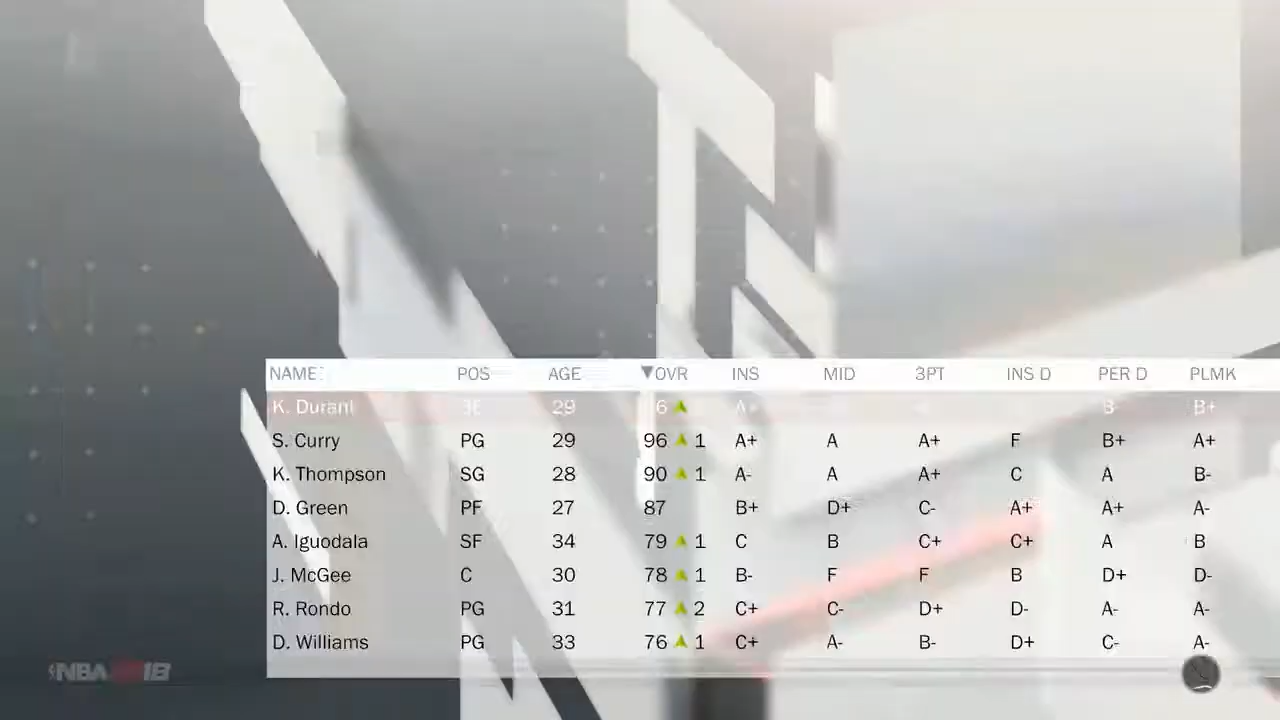 NAME POS AGE ▼OVR INS MID 3PT INS D PER D PLMK
K. Durant 29 B+
S. Curry PG 29 96 ▲ 1 A+ A A+ F B+ A+
K. Thompson SG 28 90 ▲ 1 A- A A+ C A B-
D. Green PF 27 87 B+ D+ C- A+ A+ A-
A. Iguodala SF 34 79 ▲ 1 C B C+ C+ A B
J. McGee C 30 78 ▲ 1 B- F F B D+ D-
R. Rondo PG 31 77 ▲ 2 C+ C- D+ D- A- A-
D. Williams PG 33 76 ▲ 1 C+ A- B- D+ C- A-
NBA 2K18